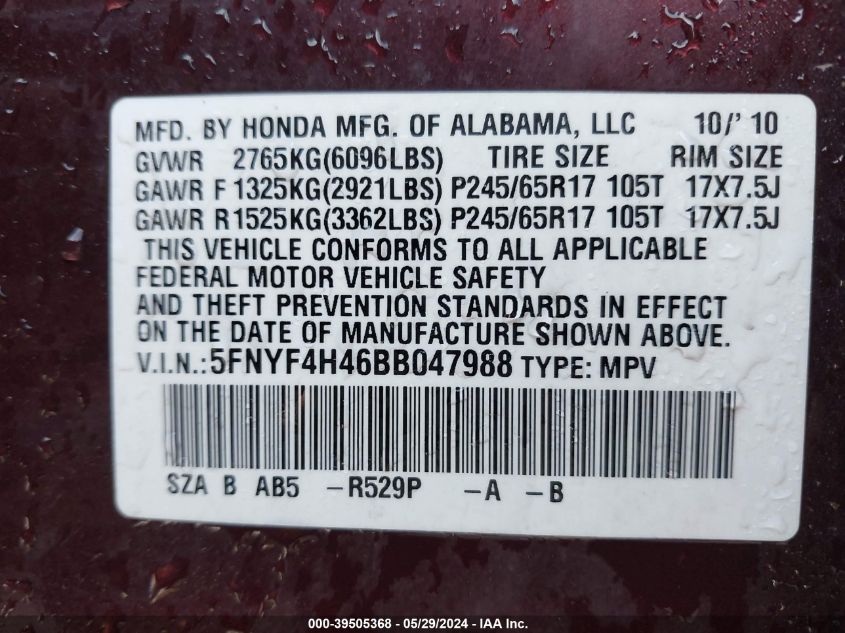 MFD. BY HONDA MFG. OF ALABAMA, LLC 10/' 10
GVWR 2765KG(6096LBS) TIRE SIZE RIM SIZE
GAWR F 1325KG(2921LBS) P245/65R17 105T 17X7.5J
GAWR R1525KG(3362LBS) P245/65R17 105T 17X7.5J
THIS VEHICLE CONFORMS TO ALL APPLICABLE
FEDERAL MOTOR VEHICLE SAFETY
AND THEFT PREVENTION STANDARDS IN EFFECT
ON THE DATE OF MANUFACTURE SHOWN ABOVE.
V.I.N.:5FNYF4H46BB047988 TYPE: MPV
SZA B AB5 -R529P -A -B
000-39505368 - 05/29/2024 - IAA Inc.